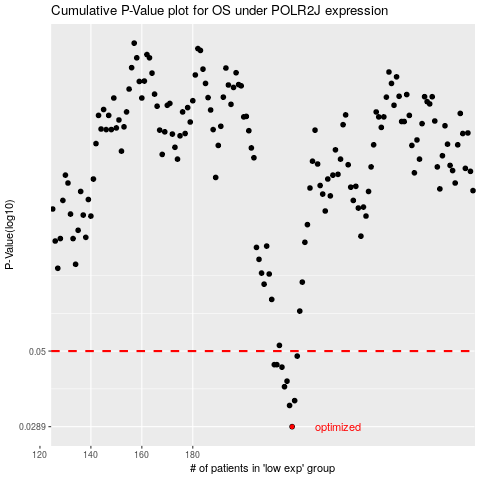 Cumulative P-Value plot for OS under POLR2J expression
P-Value(log10)
0.05
0.0289
optimized
120 140 160 180
# of patients in 'low exp' group